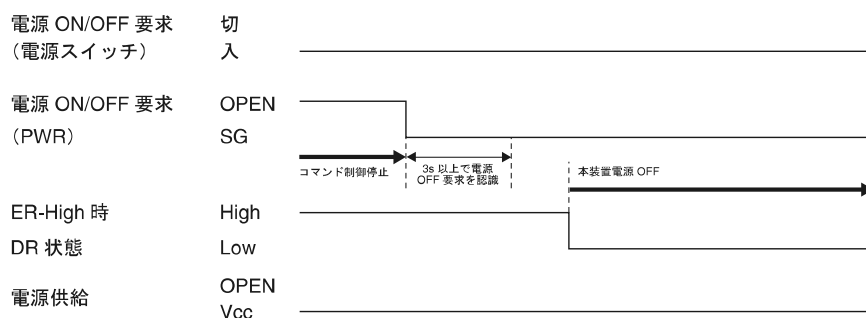 電源 ON/OFF 要求 切
（電源スイッチ） 入
電源 ON/OFF 要求 OPEN
（PWR） SG
コマンド制御停止
3s 以上で電源
OFF 要求を認識
本装置電源 OFF
ER-High 時 High
DR 状態 Low
電源供給 OPEN
Vcc